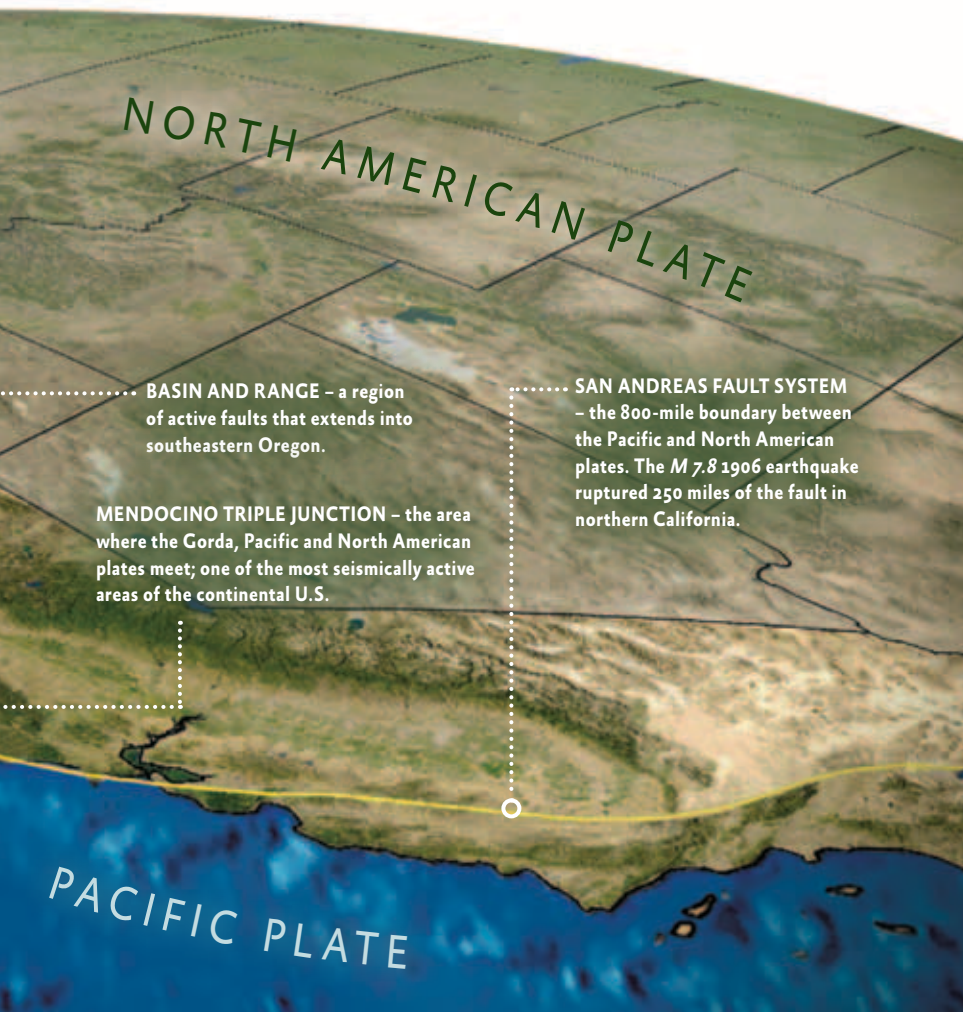 NORTH AMERICAN PLATE
BASIN AND RANGE – a region
of active faults that extends into
southeastern Oregon.
SAN ANDREAS FAULT SYSTEM
– the 800-mile boundary between
the Pacific and North American
plates. The M 7.8 1906 earthquake
ruptured 250 miles of the fault in
northern California.
MENDOCINO TRIPLE JUNCTION – the area
where the Gorda, Pacific and North American
plates meet; one of the most seismically active
areas of the continental U.S.
PACIFIC PLATE